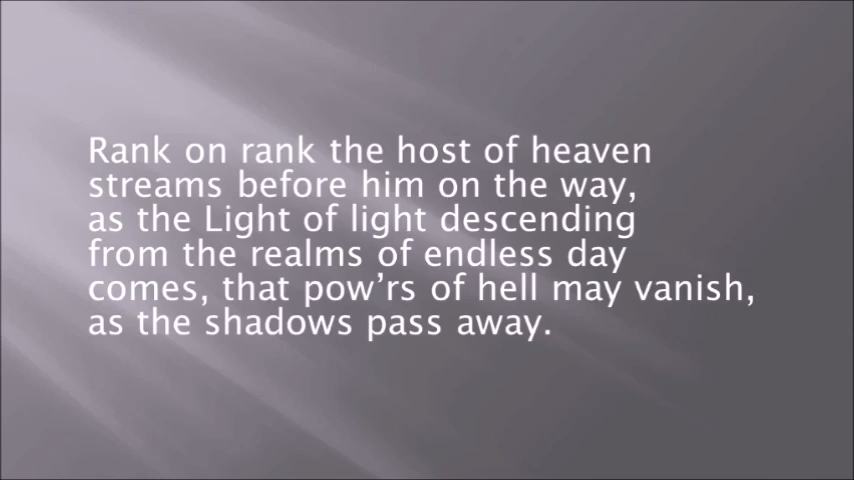 Rank on rank the host of heaven
streams before him on the way,
as the Light of light descending
from the realms of endless day
comes, that pow’rs of hell may vanish,
as the shadows pass away.